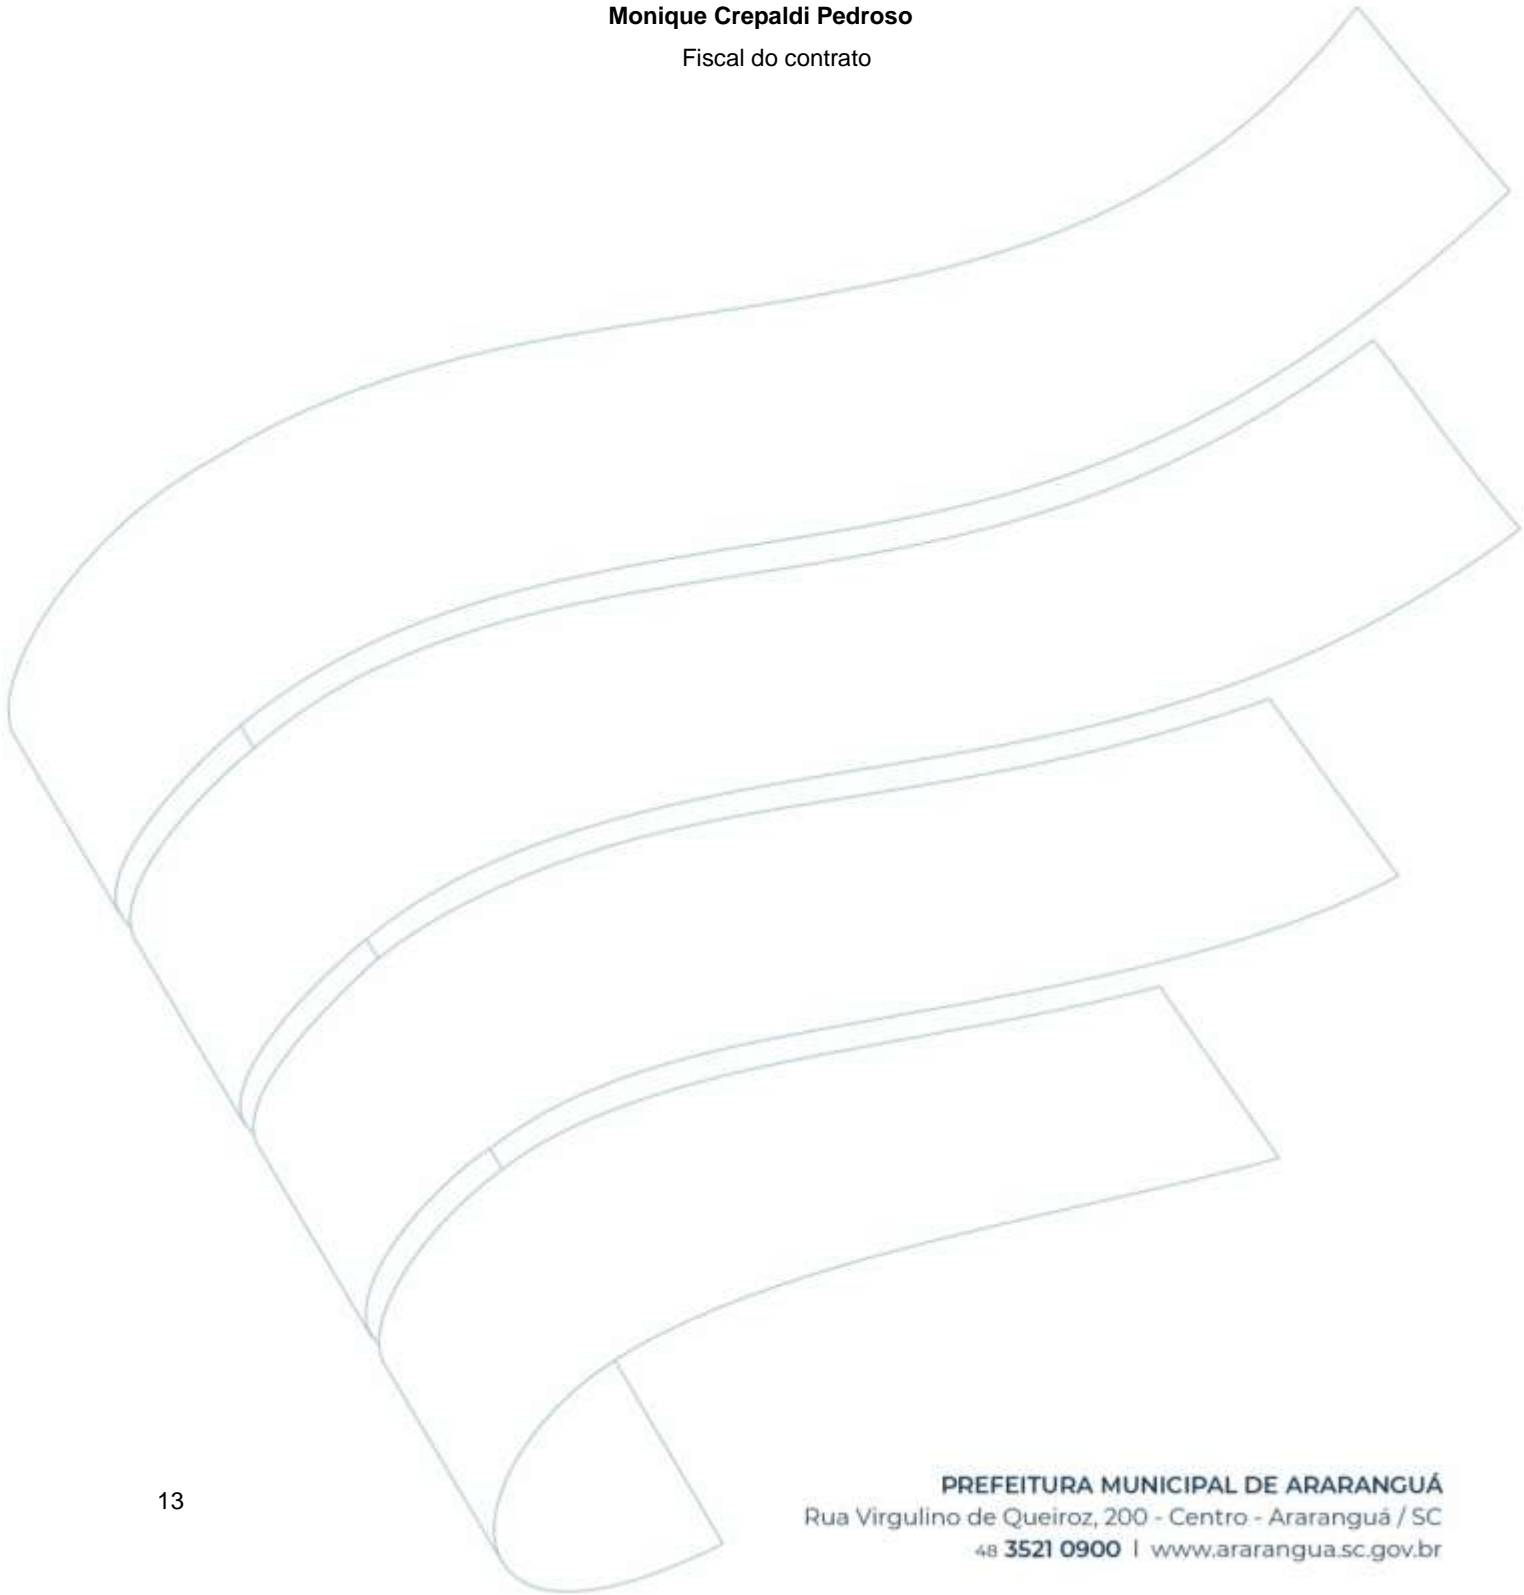 Monique Crepaldi Pedroso
Fiscal do contrato
13
PREFEITURA MUNICIPAL DE ARARANGUÁ
Rua Virgulino de Queiroz, 200 - Centro - Araranguá / SC
48 3521 0900 | www.ararangua.sc.gov.br